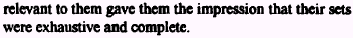 relevant to them gave them the impression that their sets
were exhaustive and complete.